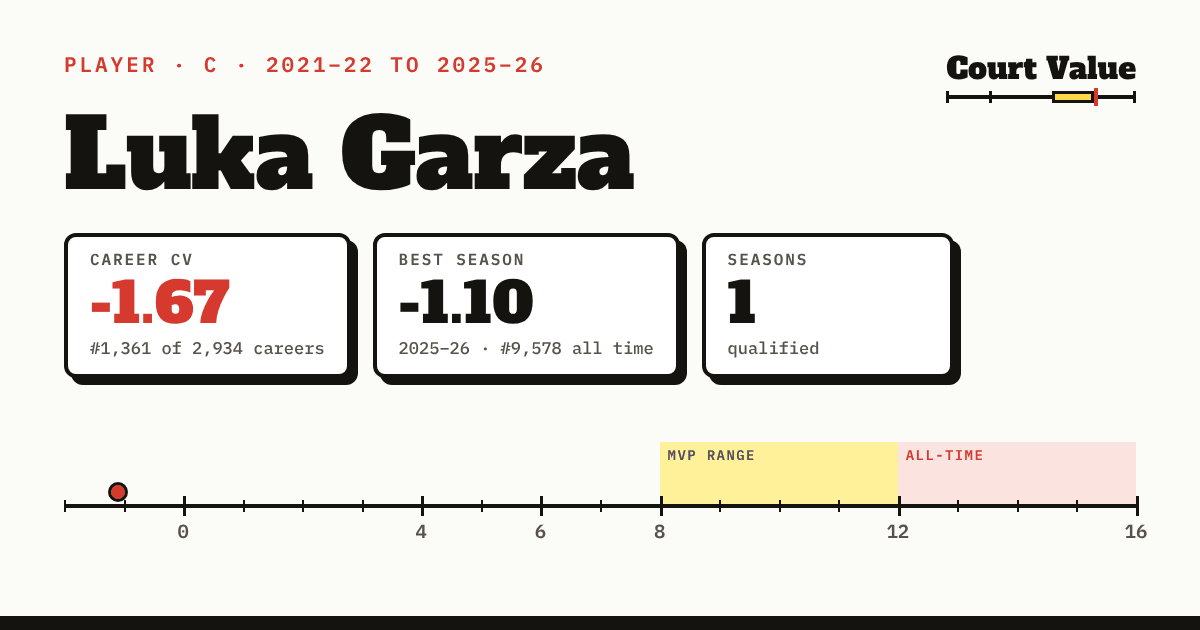 PLAYER · C · 2021–22 TO 2025–26
Court Value
Luka Garza
CAREER CV
-1.67
#1,361 of 2,934 careers
BEST SEASON
-1.10
2025–26 · #9,578 all time
SEASONS
1
qualified
MVP RANGE
ALL-TIME
0
4
6
8
12
16